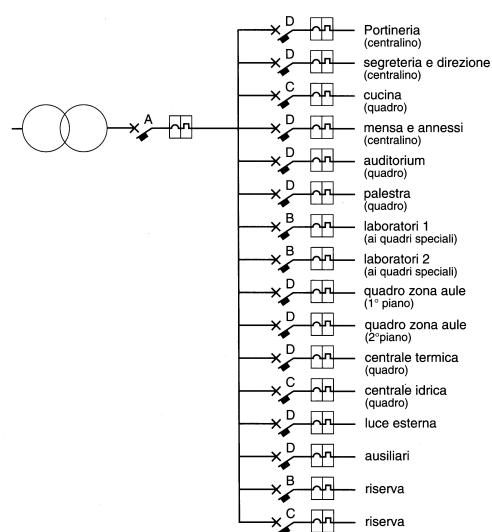 D
Portineria
(centralino)
D
segreteria e direzione
(centralino)
C
cucina
(quadro)
A
D
mensa e annessi
(centralino)
D
auditorium
(quadro)
D
palestra
(quadro)
B
laboratori 1
(ai quadri speciali)
B
laboratori 2
(ai quadri speciali)
D
quadro zona aule
(1° piano)
D
quadro zona aule
(2°piano)
D
centrale termica
(quadro)
C
centrale idrica
(quadro)
D
luce esterna
D
ausiliari
B
riserva
C
riserva